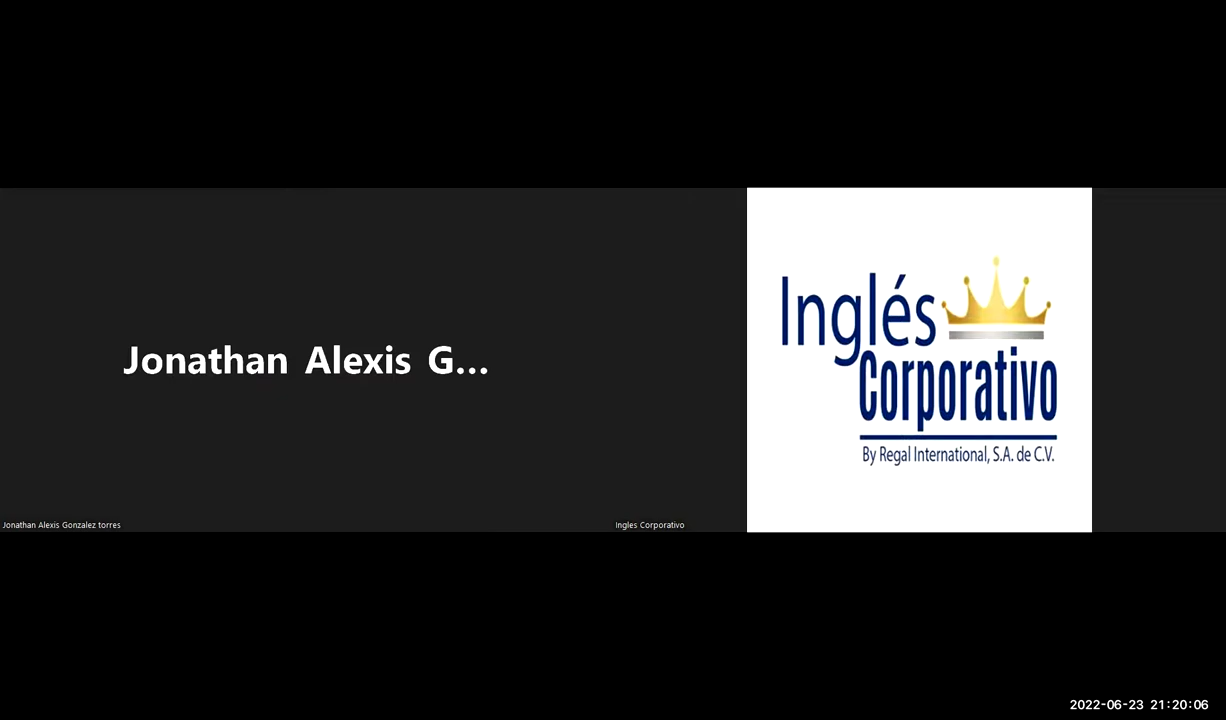 Jonathan Alexis G...
Inglés
Corporativo
By Regal International, S.A. de C.V.
Jonathan Alexis Gonzalez torres
Ingles Corporativo
2022-06-23 21:20:06